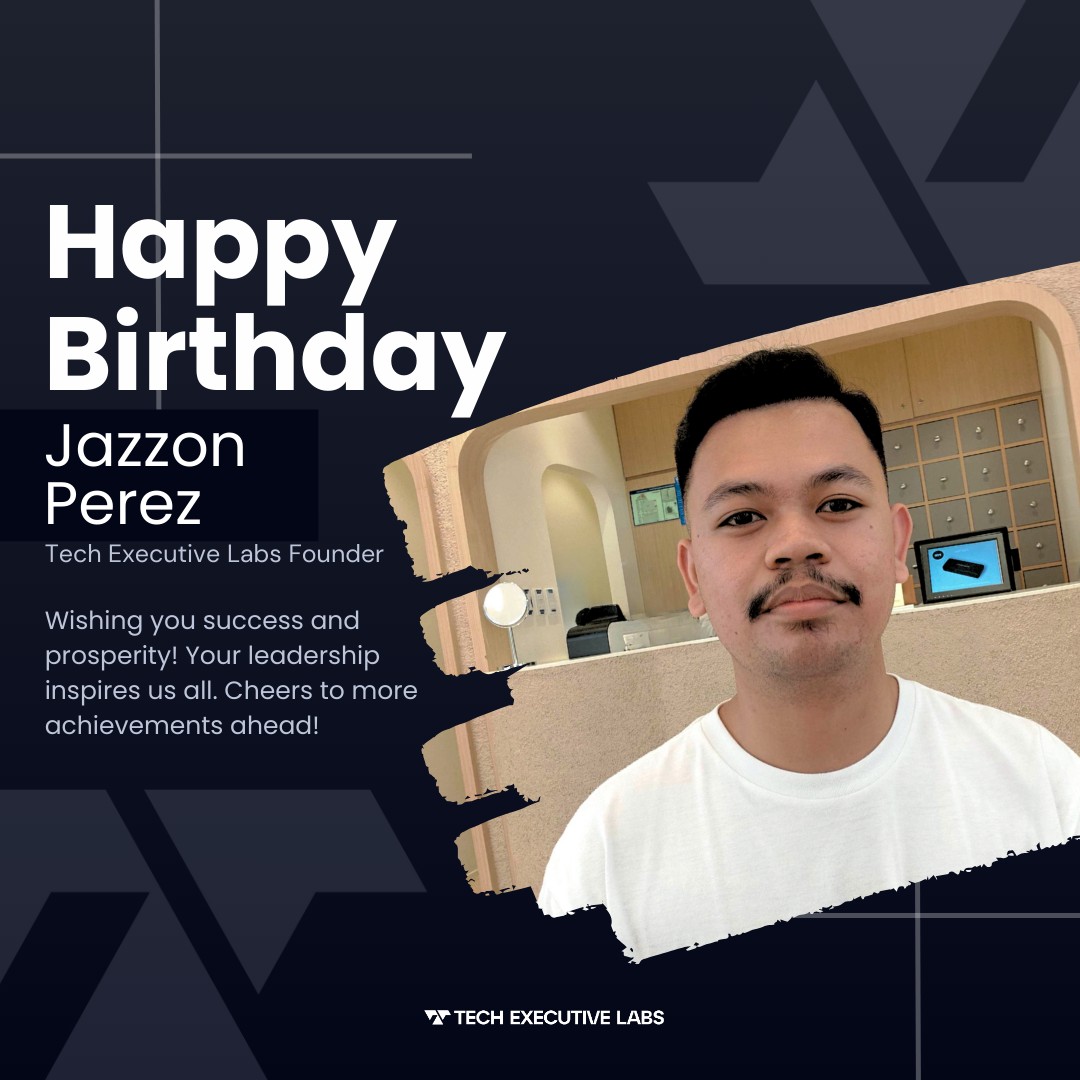 Happy
Birthday
Jazzon
Perez
Tech Executive Labs Founder
Wishing you success and
prosperity! Your leadership
inspires us all. Cheers to more
achievements ahead!
TECH EXECUTIVE LABS